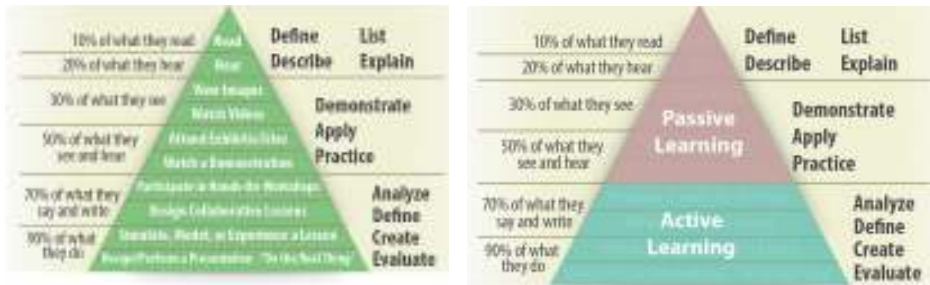 10% of what they read
Read
Define List
20% of what they hear
Hear
Describe Explain
30% of what they see
View Images
Watch Videos
Demonstrate
Apply
Practice
50% of what they
see and hear
Attend Exhibits/Sites
Watch a Demonstration
70% of what they
say and write
Participate in Hands-On Workshops
Design Collaborative Lessons
Analyze
Define
Create
Evaluate
90% of what
they do
Simulate, Model, or Experience a Lesson
Design/Perform a Presentation - "Do the Real Thing"
10% of what they read
Define List
20% of what they hear
Describe Explain
30% of what they see
Passive
Learning
Demonstrate
Apply
Practice
50% of what they
see and hear
70% of what they
say and write
Active
Learning
Analyze
Define
Create
Evaluate
90% of what
they do